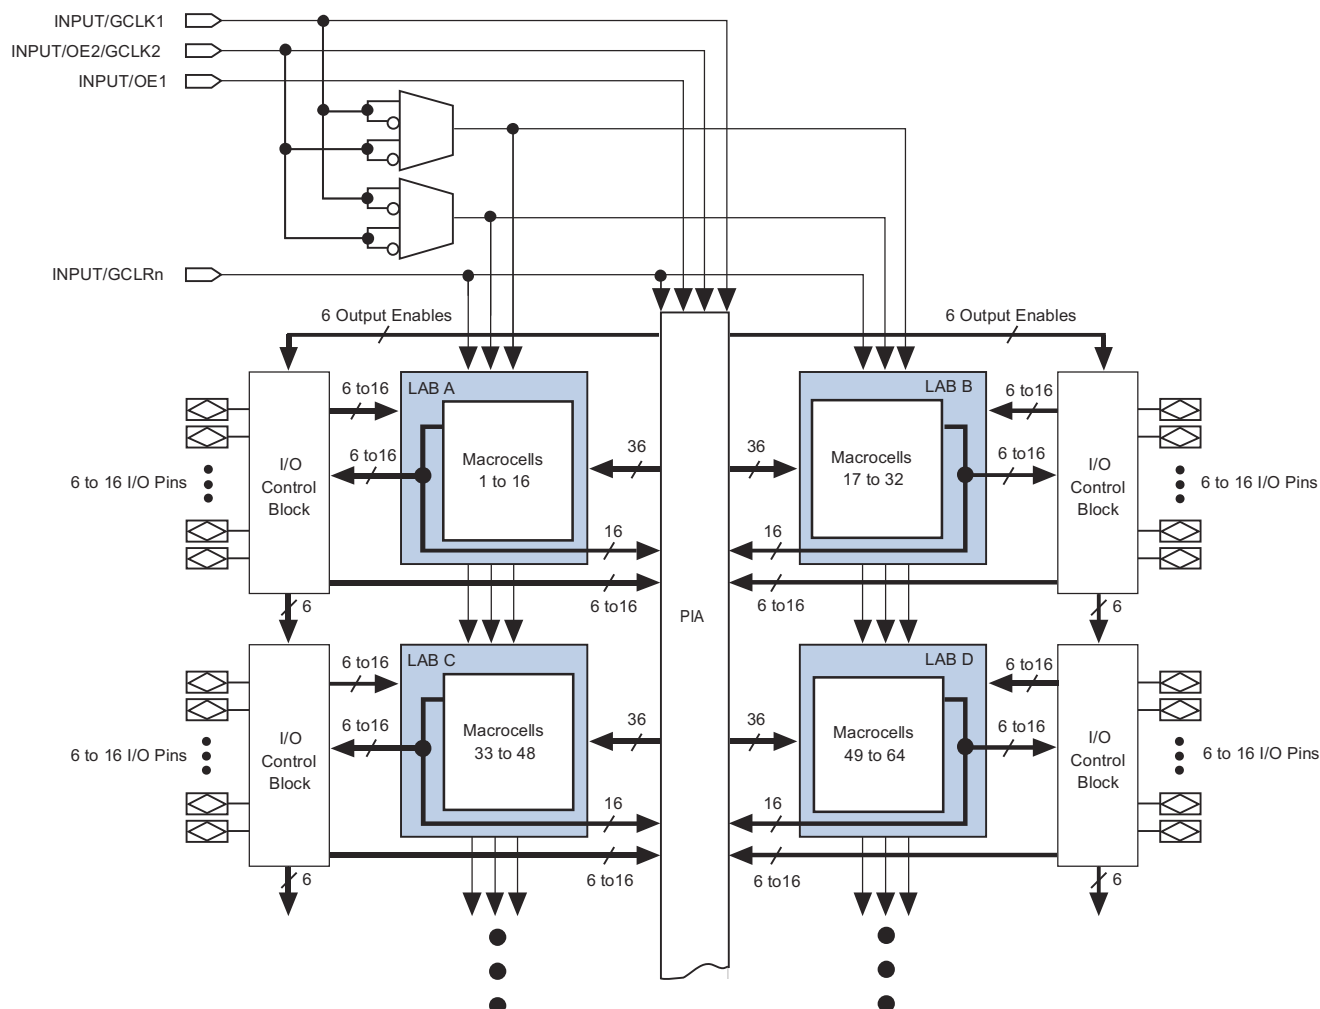 INPUT/GCLK1
INPUT/OE2/GCLK2
INPUT/OE1
INPUT/GCLRn
6 Output Enables
6 Output Enables
LAB A
LAB B
6 to16
6 to16
6 to16
6 to16
36
36
Macrocells
1 to 16
Macrocells
17 to 32
I/O
Control
Block
I/O
Control
Block
6 to 16 I/O Pins
6 to 16 I/O Pins
16
16
6 to16
6 to16
6
6
PIA
LAB C
LAB D
6 to16
6 to16
6 to16
6 to16
36
36
Macrocells
33 to 48
Macrocells
49 to 64
I/O
Control
Block
I/O
Control
Block
6 to 16 I/O Pins
6 to 16 I/O Pins
16
16
6 to16
6 to16
6
6